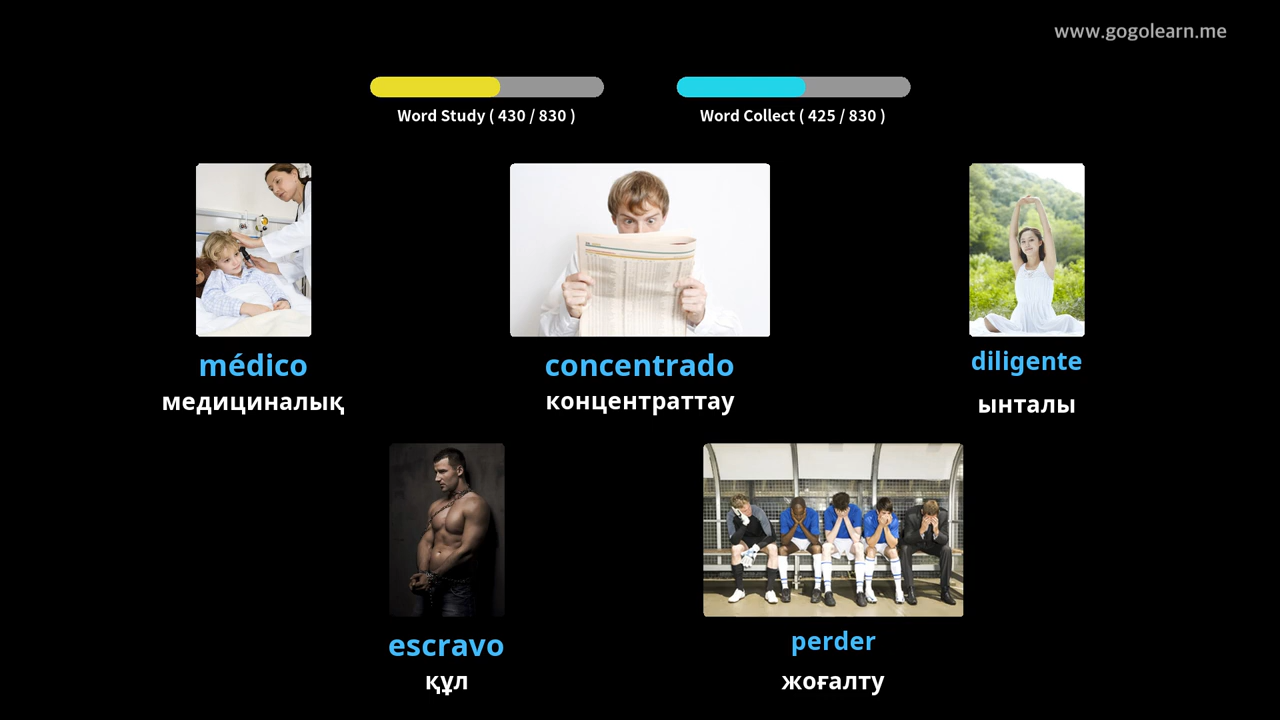 www.gogolearn.me
Word Study ( 430 / 830 )
Word Collect ( 425 / 830 )
médico
медициналық
concentrado
концентраттау
diligente
ынталы
escravo
құл
perder
жоғалту